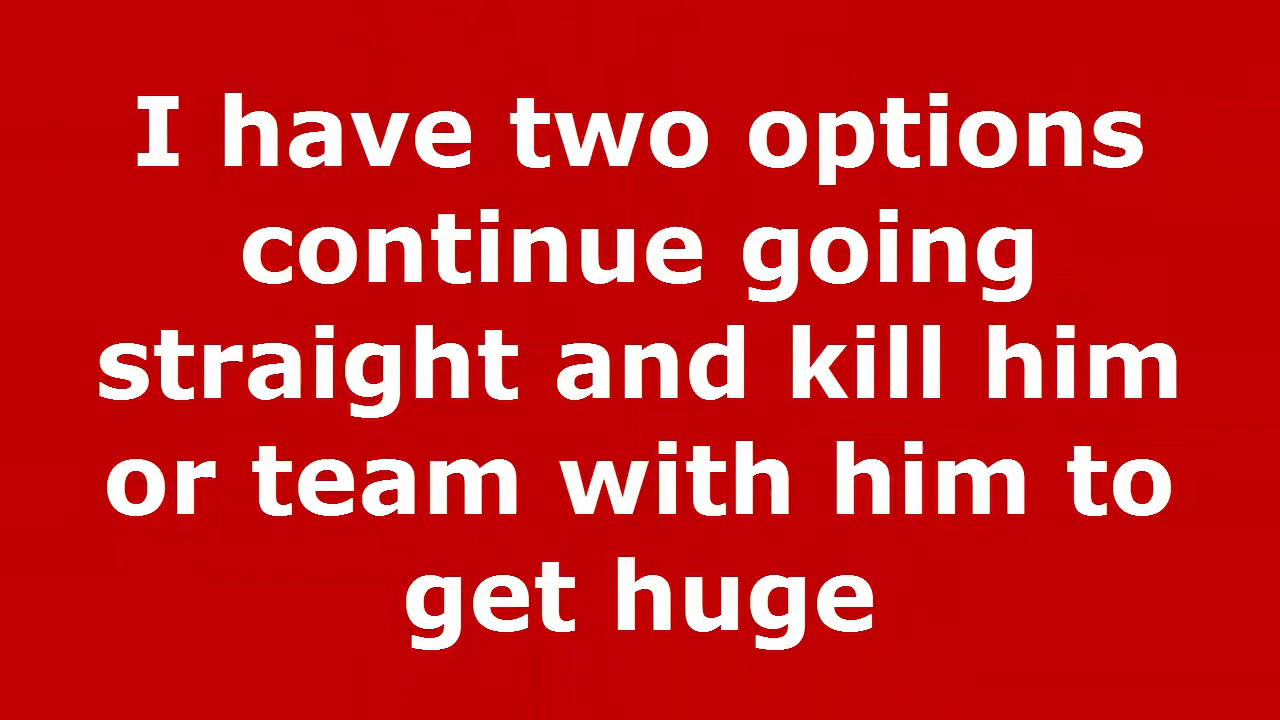 I have two options
continue going
straight and kill him
or team with him to
get huge